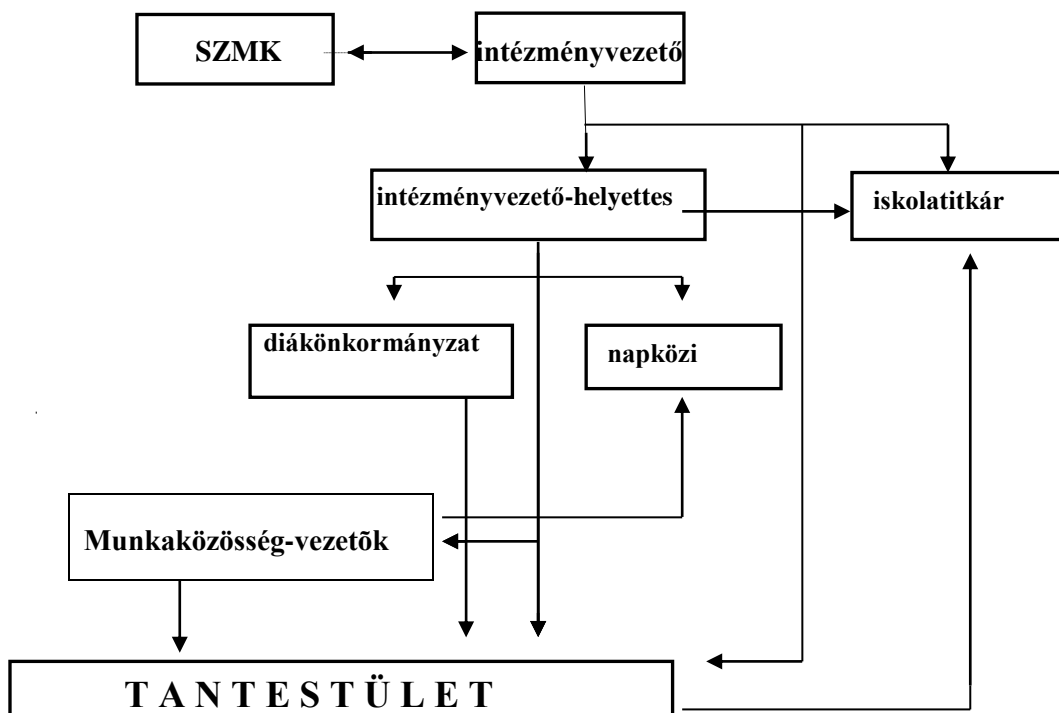 SZMK
intézményvezető
intézményvezető-helyettes
iskolatitkár
diákönkormányzat
napközi
Munkaközösség-vezetõk
T A N T E S T Ü L E T